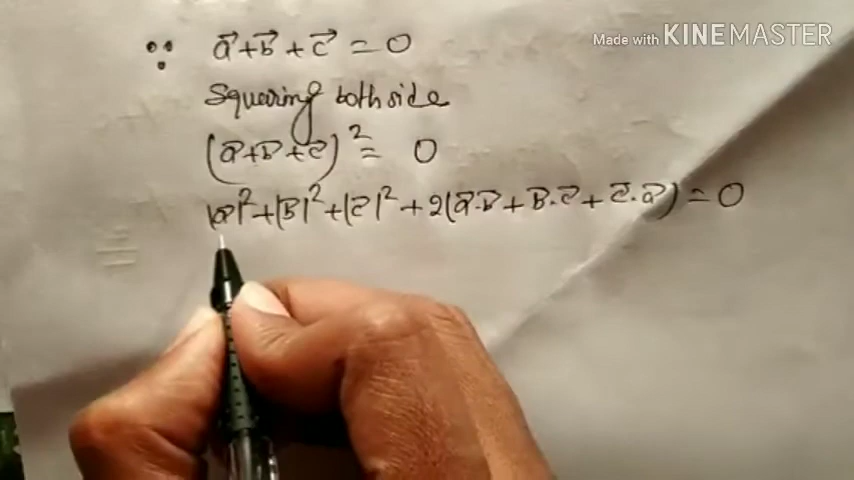 ∵ a⃗+b⃗+c⃗ = 0
Made with KINEMASTER
Squaring both side
(a⃗+b⃗+c⃗)² = 0
|a⃗|²+|b⃗|²+|c⃗|²+2(a⃗.b⃗+b⃗.c⃗+c⃗.a⃗) = 0